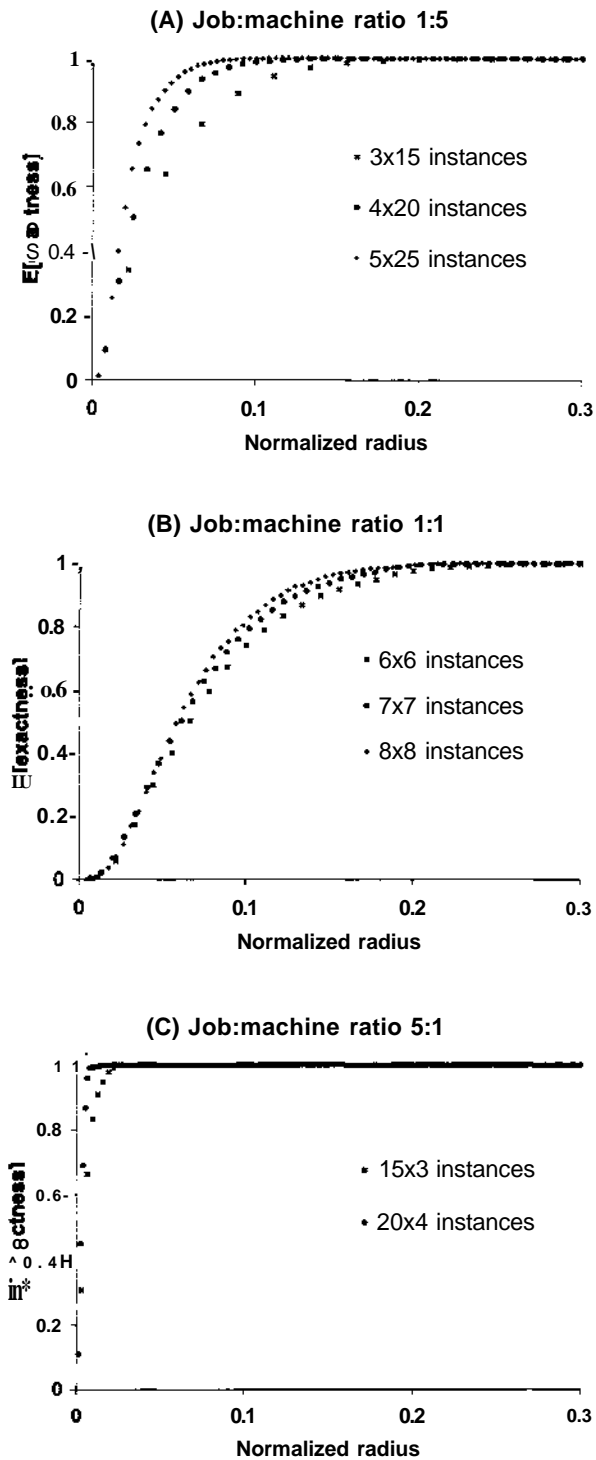 (A) Job:machine ratio 1:5
1
0.8
0.6
0.4
0.2
0
3x15 instances
4x20 instances
5x25 instances
0 0.1 0.2 0.3
Normalized radius
(B) Job:machine ratio 1:1
1
0.8
0.6
0.4
0.2
0
[exactness]
6x6 instances
7x7 instances
8x8 instances
0 0.1 0.2 0.3
Normalized radius
(C) Job:machine ratio 5:1
1
0.8
0.6
0.4
0.2
0
ctness]
15x3 instances
20x4 instances
0 0.1 0.2 0.3
Normalized radius